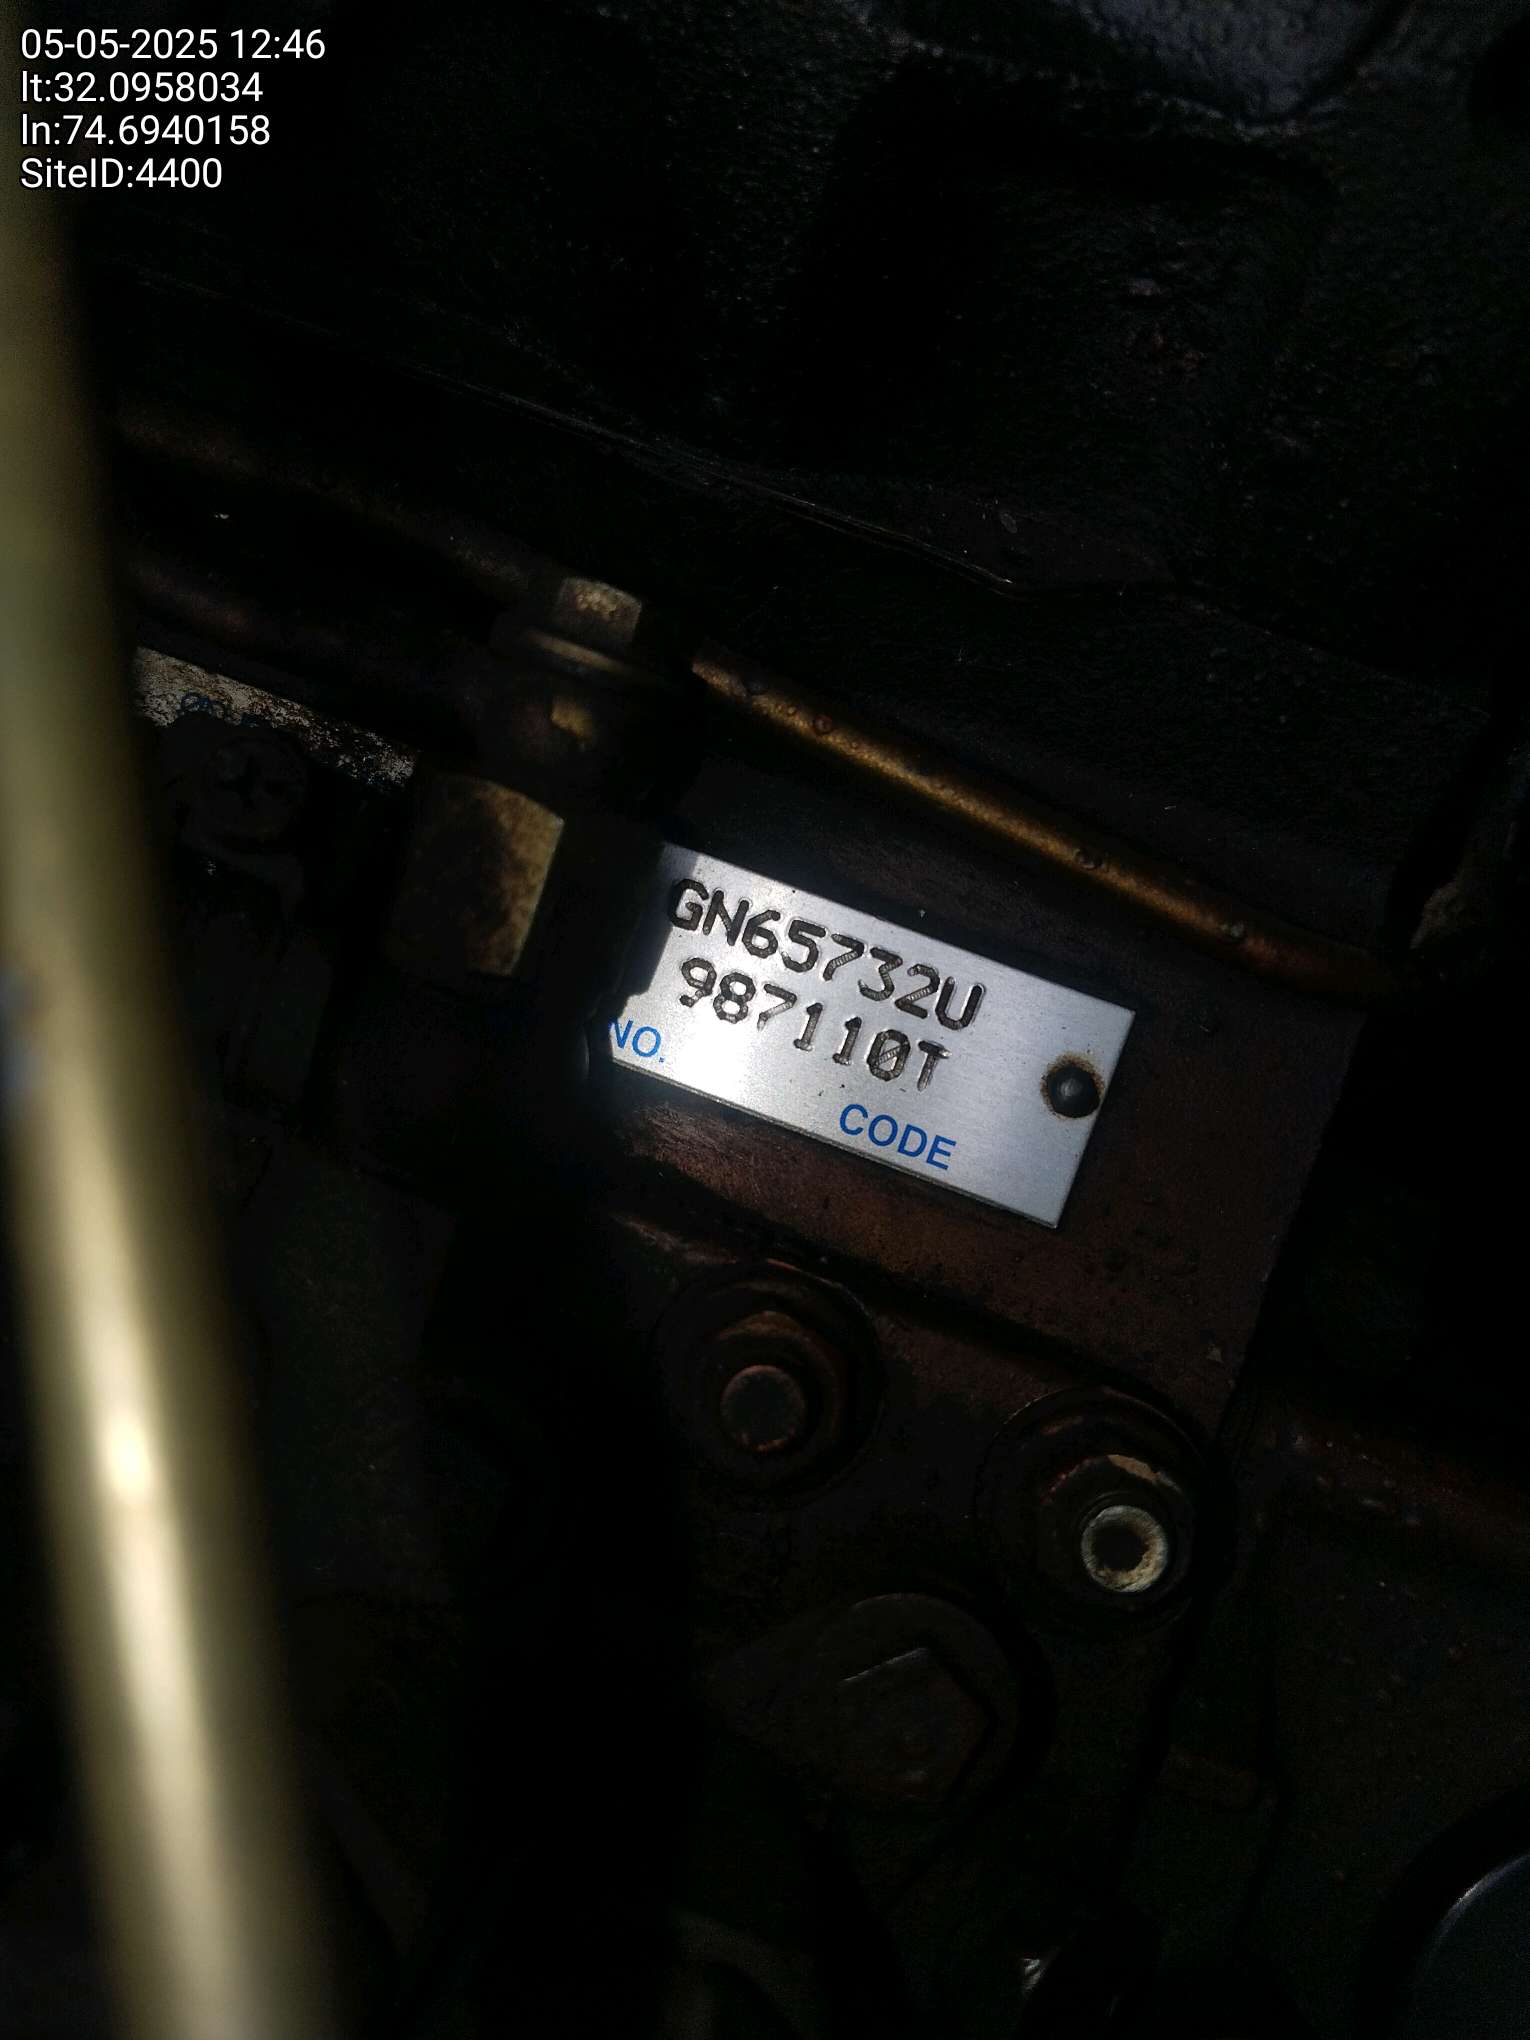 05-05-2025 12:46
lt:32.0958034
ln:74.6940158
SiteID:4400
GN65732U
987110T
NO.
CODE